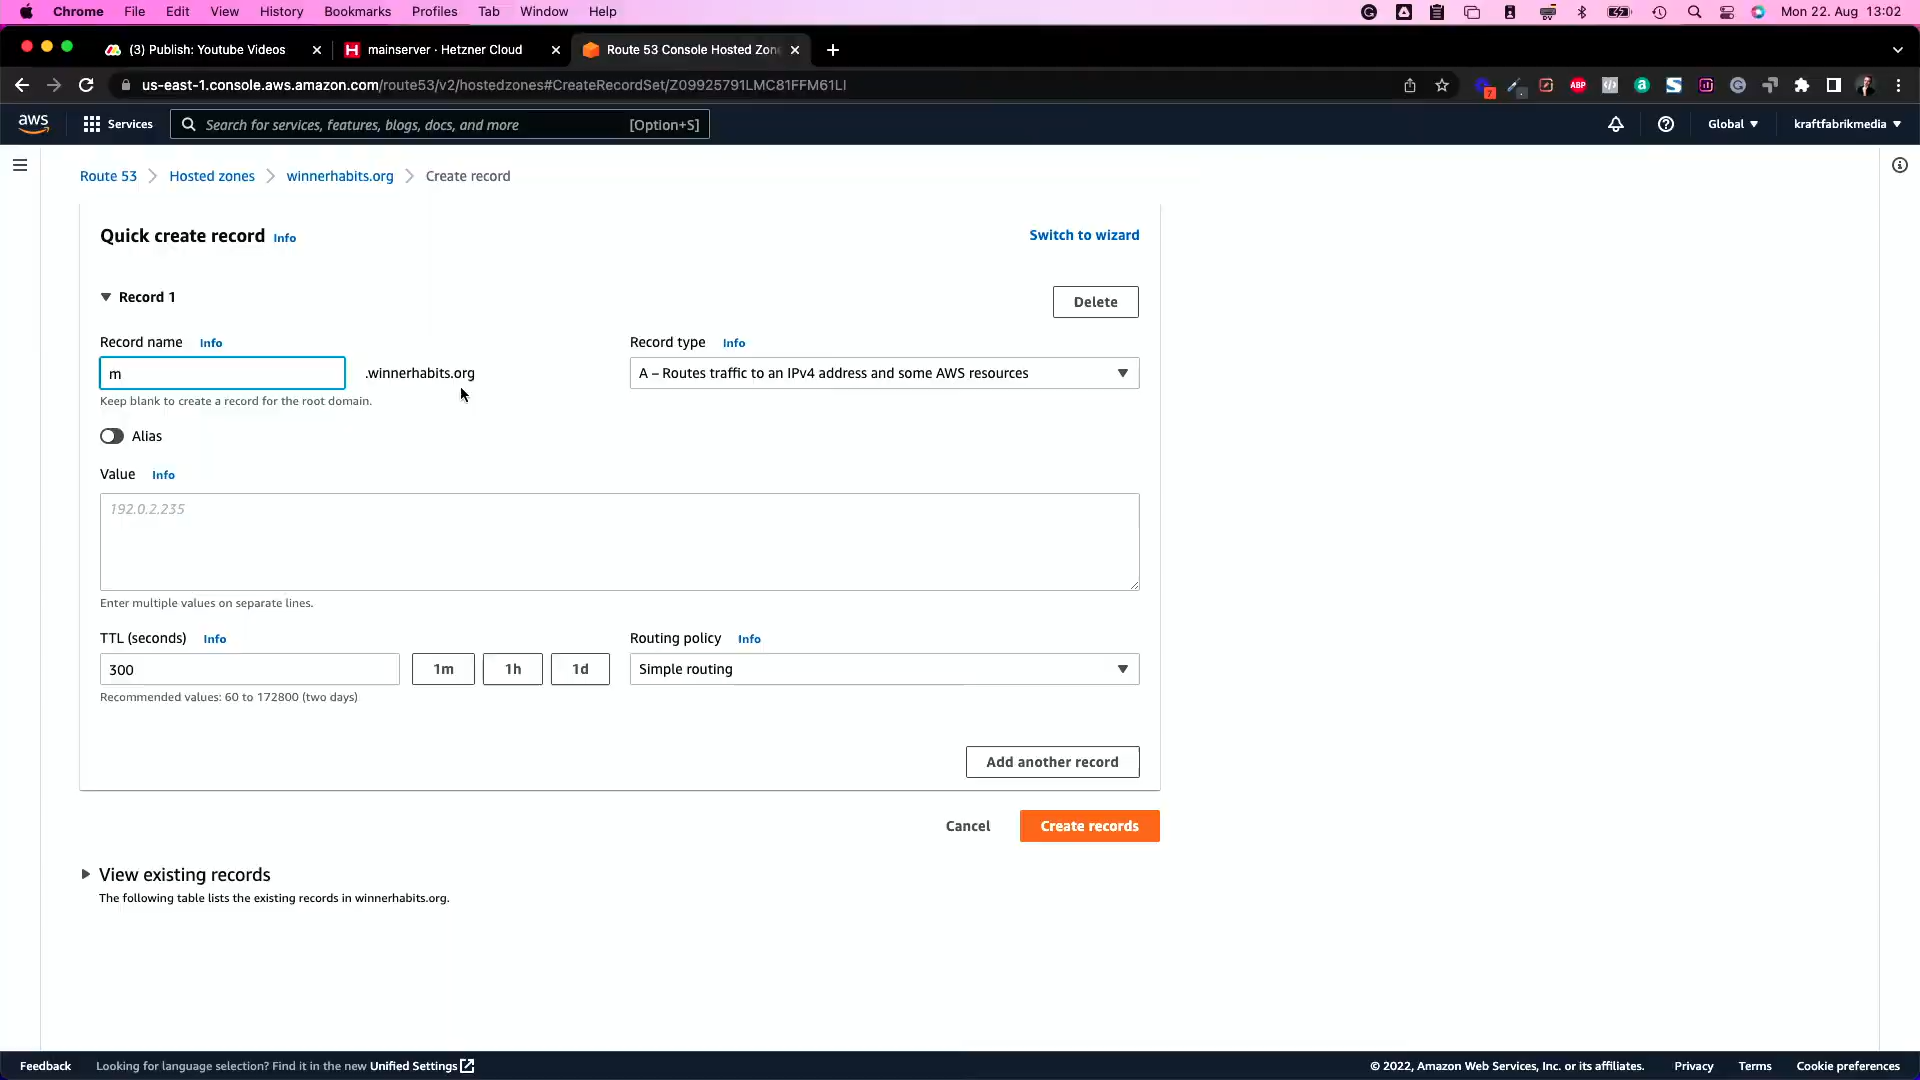 Chrome File Edit View History Bookmarks Profiles Tab Window Help Mon 22. Aug 13:02
(3) Publish: Youtube Videos mainserver · Hetzner Cloud Route 53 Console Hosted Zon
us-east-1.console.aws.amazon.com/route53/v2/hostedzones#CreateRecordSet/Z09925791LMC81FFM61LI
aws Services Search for services, features, blogs, docs, and more [Option+S] Global kraftfabrikmedia
Route 53 Hosted zones winnerhabits.org Create record
Quick create record Info Switch to wizard
Record 1 Delete
Record name Info Record type Info
m .winnerhabits.org A – Routes traffic to an IPv4 address and some AWS resources
Keep blank to create a record for the root domain.
Alias
Value Info
192.0.2.235
Enter multiple values on separate lines.
TTL (seconds) Info Routing policy Info
300 1m 1h 1d Simple routing
Recommended values: 60 to 172800 (two days)
Add another record
Cancel Create records
View existing records
The following table lists the existing records in winnerhabits.org.
Feedback Looking for language selection? Find it in the new Unified Settings © 2022, Amazon Web Services, Inc. or its affiliates. Privacy Terms Cookie preferences